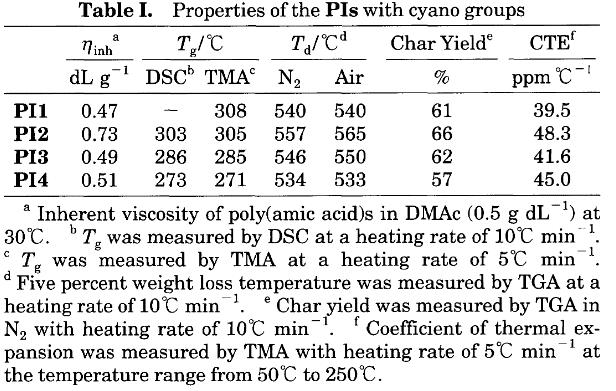 Table I. Properties of the PIs with cyano groups
ηinhᵃ Tg/℃ Td/℃ᵈ Char Yieldᵉ CTEᶠ
dL g⁻¹ DSCᵇ TMAᶜ N₂ Air % ppm ℃⁻¹
PI1 0.47 – 308 540 540 61 39.5
PI2 0.73 303 305 557 565 66 48.3
PI3 0.49 286 285 546 550 62 41.6
PI4 0.51 273 271 534 533 57 45.0
ᵃ Inherent viscosity of poly(amic acid)s in DMAc (0.5 g dL⁻¹) at
30℃. ᵇ Tg was measured by DSC at a heating rate of 10℃ min⁻¹.
ᶜ Tg was measured by TMA at a heating rate of 5℃ min⁻¹.
ᵈ Five percent weight loss temperature was measured by TGA at a
heating rate of 10℃ min⁻¹. ᵉ Char yield was measured by TGA in
N₂ with heating rate of 10℃ min⁻¹. ᶠ Coefficient of thermal ex-
pansion was measured by TMA with heating rate of 5℃ min⁻¹ at
the temperature range from 50℃ to 250℃.